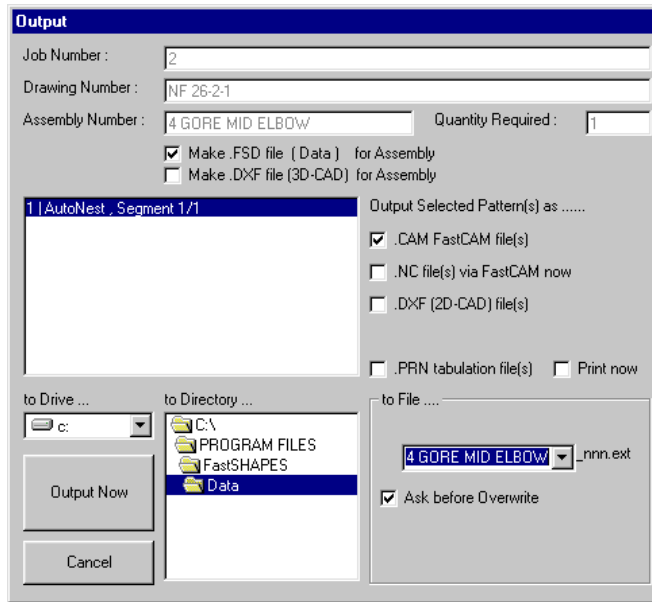 Output
Job Number : 2
Drawing Number : NF 26-2-1
Assembly Number : 4 GORE MID ELBOW Quantity Required : 1
Make .FSD file ( Data ) for Assembly
Make .DXF file (3D-CAD) for Assembly
1 | AutoNest , Segment 1/1
Output Selected Pattern(s) as ......
.CAM FastCAM file(s)
.NC file(s) via FastCAM now
.DXF (2D-CAD) file(s)
.PRN tabulation file(s) Print now
to Drive ... to Directory ... to File ....
c:
C:\
PROGRAM FILES
FastSHAPES
Data
4 GORE MID ELBOW _nnn.ext
Ask before Overwrite
Output Now
Cancel